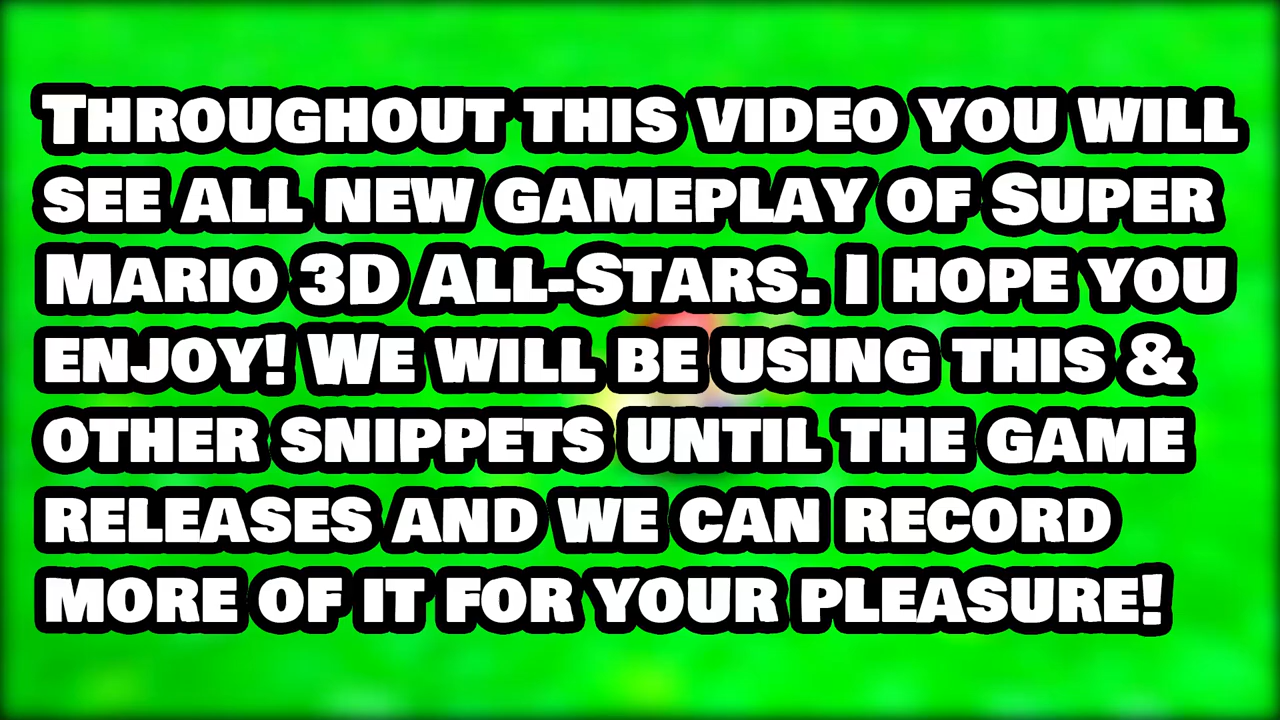 Throughout this video you will
see all new gameplay of Super
Mario 3D All-Stars. I hope you
enjoy! We will be using this &
other snippets until the game
releases and we can record
more of it for your pleasure!